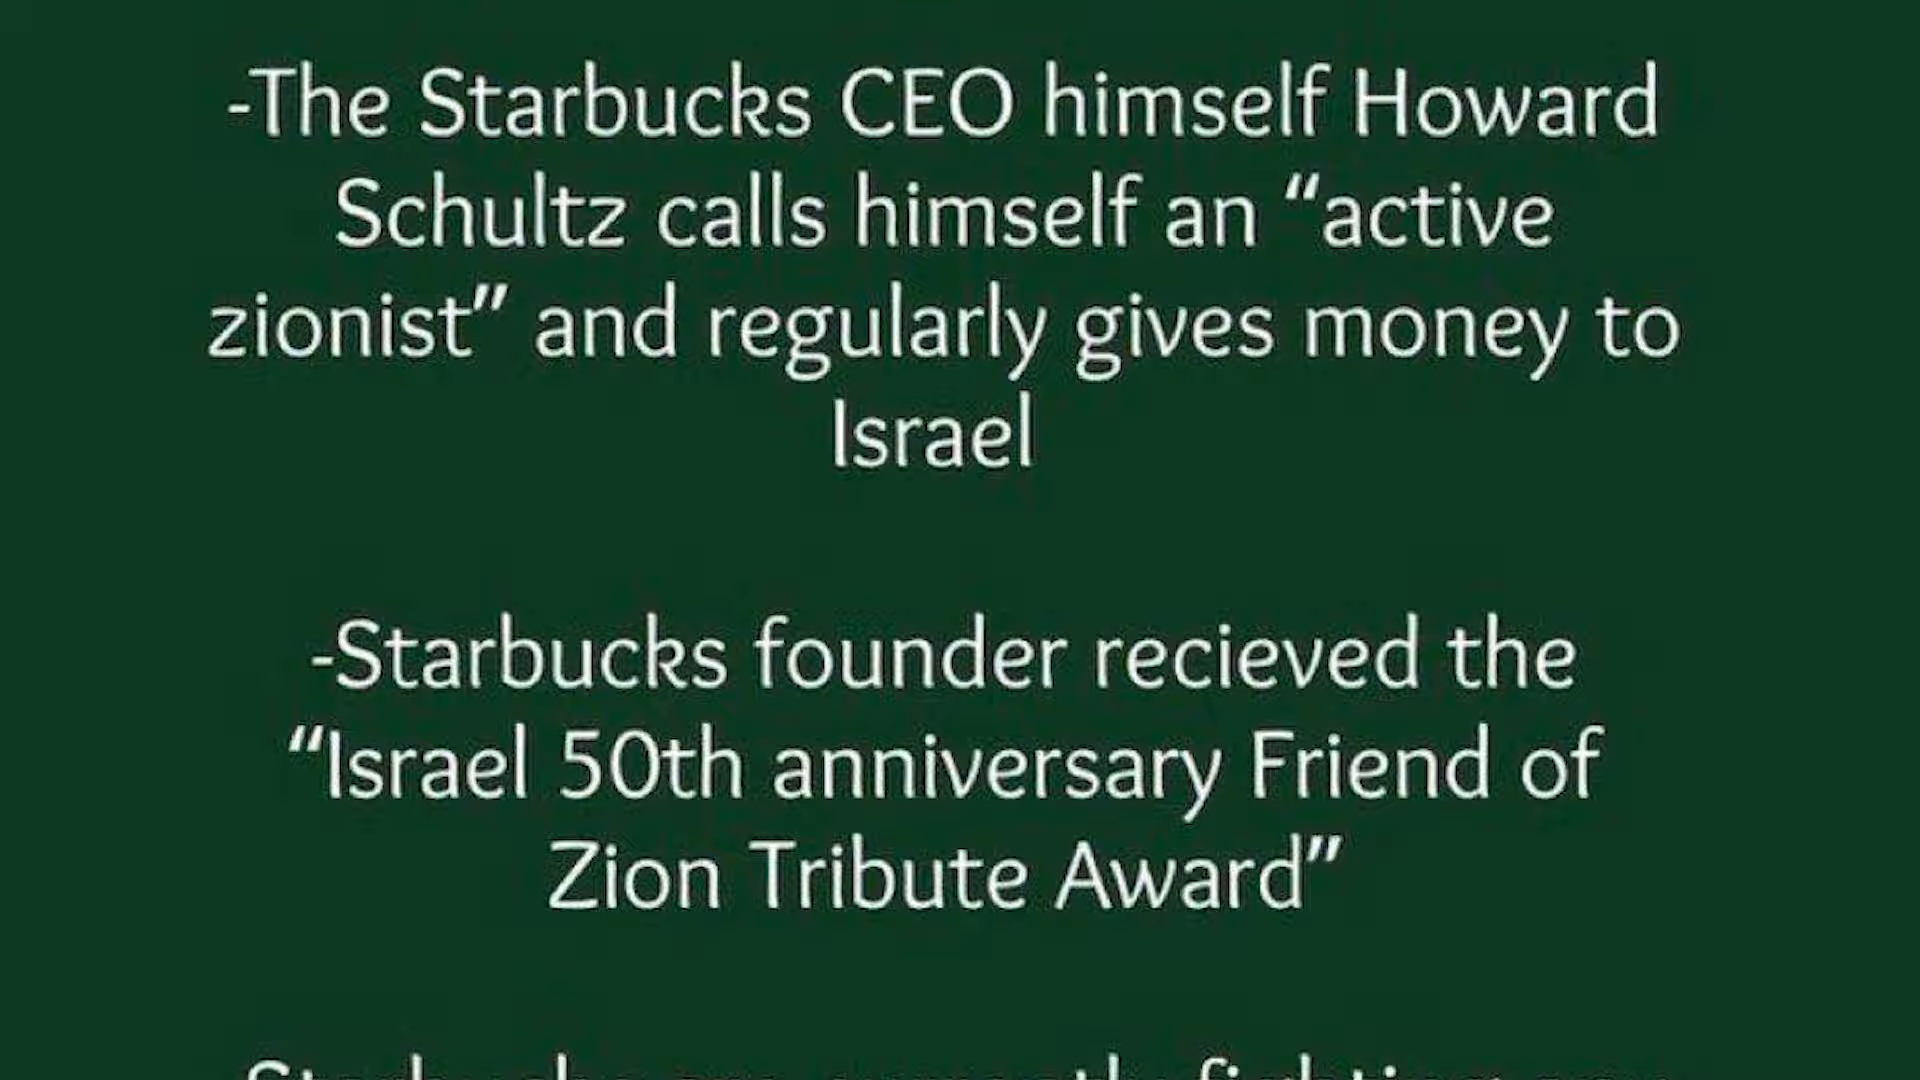 -The Starbucks CEO himself Howard
Schultz calls himself an “active
zionist” and regularly gives money to
Israel
-Starbucks founder recieved the
“Israel 50th anniversary Friend of
Zion Tribute Award”